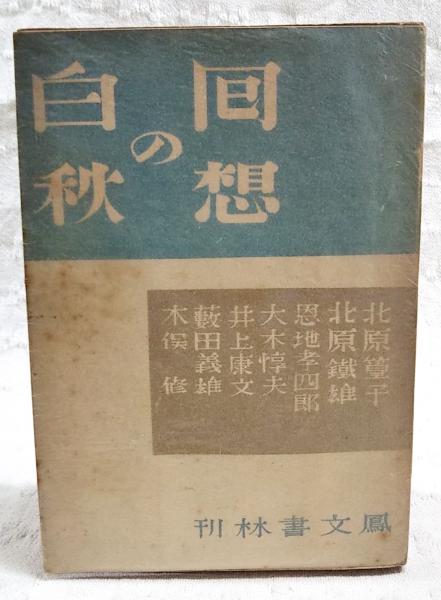 回想の
白秋
北原篁子
北原鐵雄
恩地孝四郎
大木惇夫
井上康文
藪田義雄
木俣修
鳳文書林刊